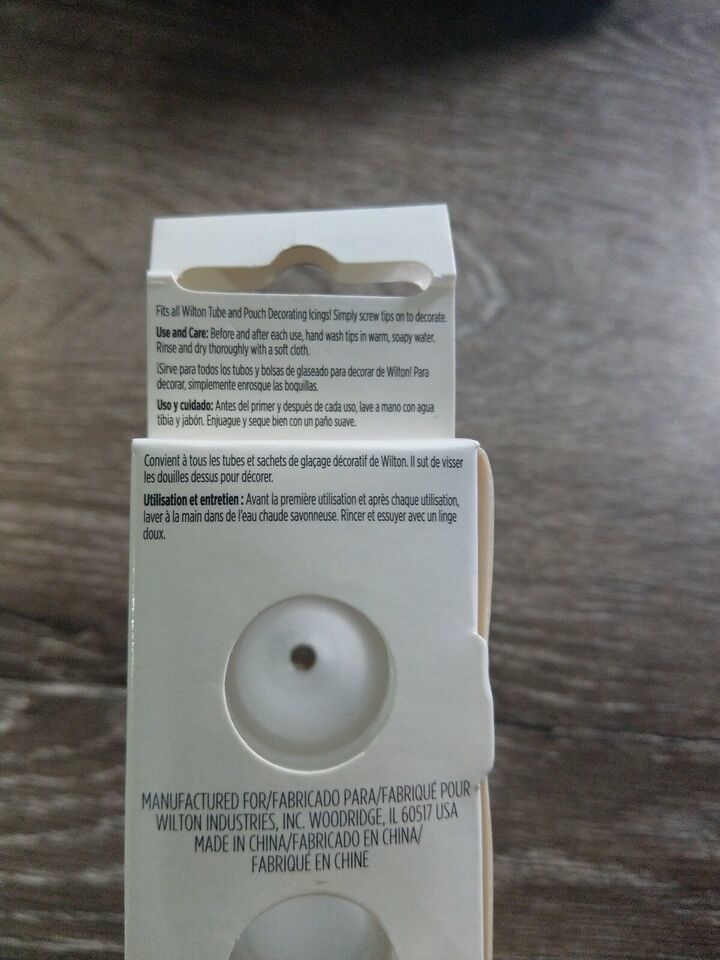 Fits all Wilton Tube and Pouch Decorating Icings! Simply screw tips on to decorate.
Use and Care: Before and after each use, hand wash tips in warm, soapy water.
Rinse and dry thoroughly with a soft cloth.
¡Sirve para todos los tubos y bolsas de glaseado para decorar de Wilton! Para
decorar, simplemente enrosque las boquillas.
Uso y cuidado: Antes del primer y después de cada uso, lave a mano con agua
tibia y jabón. Enjuague y seque bien con un paño suave.
Convient à tous les tubes et sachets de glaçage décoratif de Wilton. Il sut de visser
les douilles dessus pour décorer.
Utilisation et entretien : Avant la première utilisation et après chaque utilisation,
laver à la main dans de l'eau chaude savonneuse. Rincer et essuyer avec un linge
doux.
MANUFACTURED FOR/FABRICADO PARA/FABRIQUÉ POUR
WILTON INDUSTRIES, INC. WOODRIDGE, IL 60517 USA
MADE IN CHINA/FABRICADO EN CHINA/
FABRIQUÉ EN CHINE